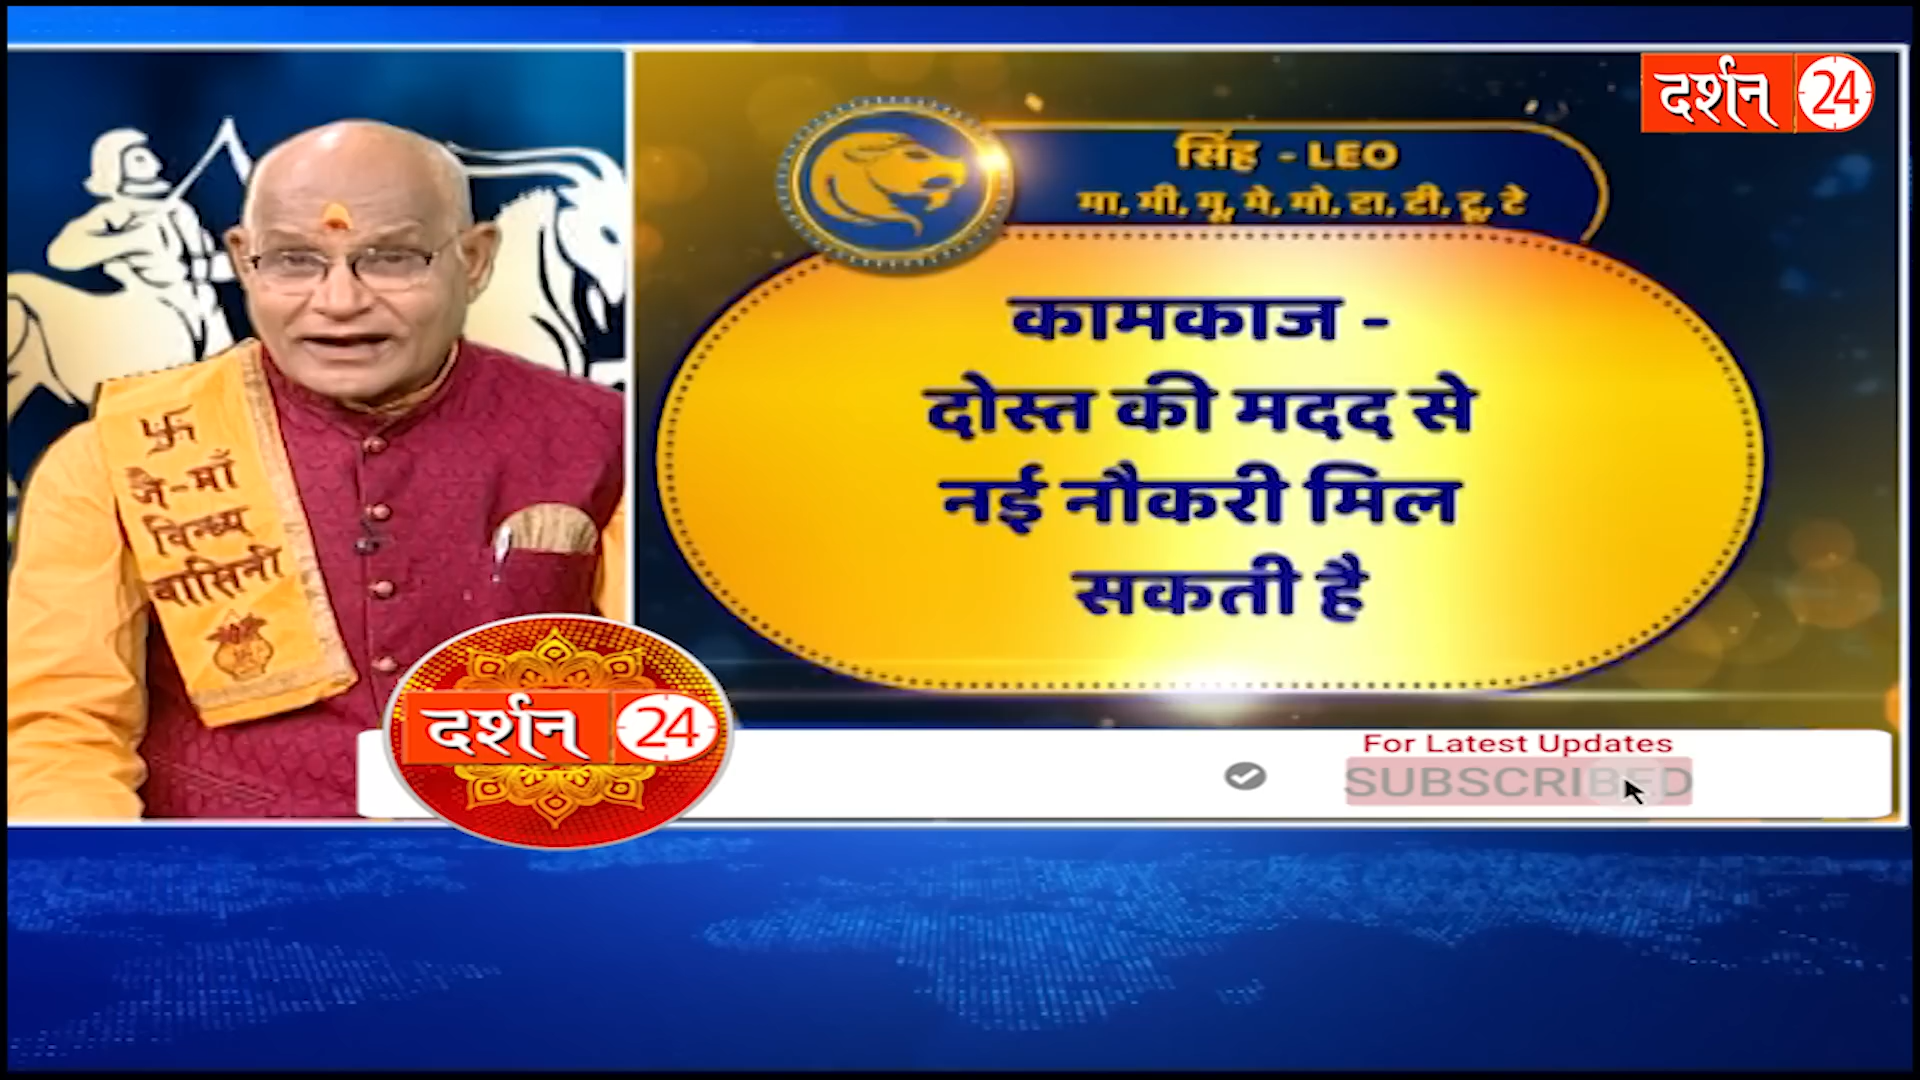 दर्शन 24
सिंह - LEO
मा, मी, मू, मे, मो, टा, टी, टू, टे
कामकाज -
दोस्त की मदद से
नई नौकरी मिल
सकती है
जै-माँ
विन्ध्य
वासिनी
दर्शन 24
For Latest Updates
SUBSCRIBED